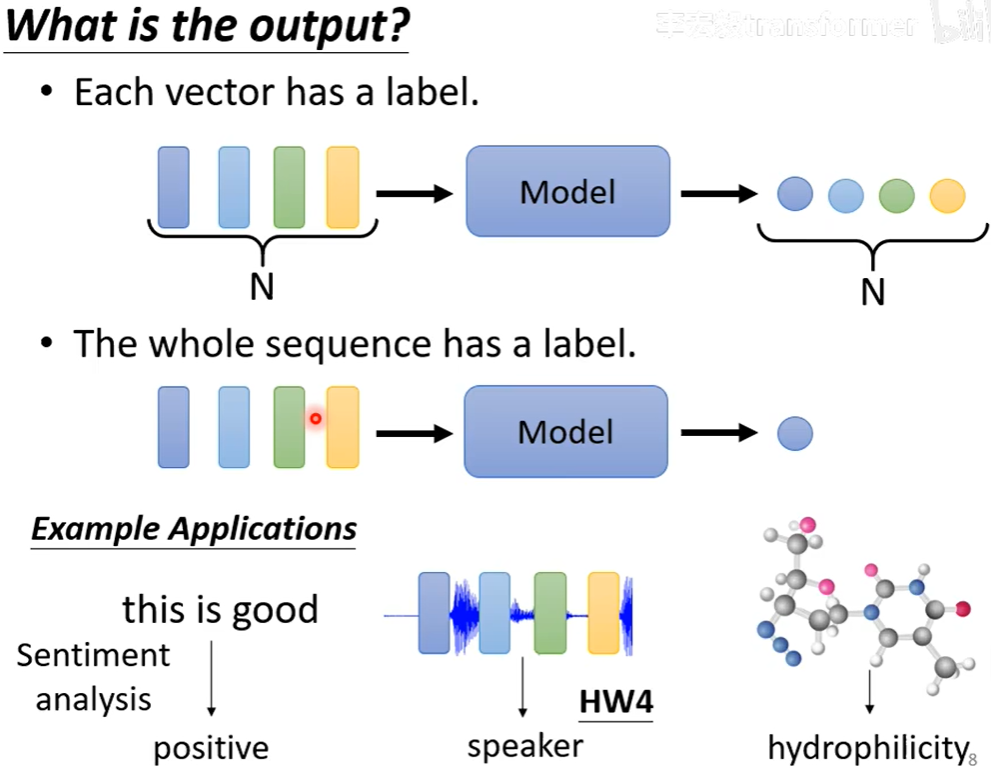 What is the output?
• Each vector has a label.
Model
N
N
• The whole sequence has a label.
Model
Example Applications
this is good
Sentiment
analysis
positive
HW4
speaker
hydrophilicity
8